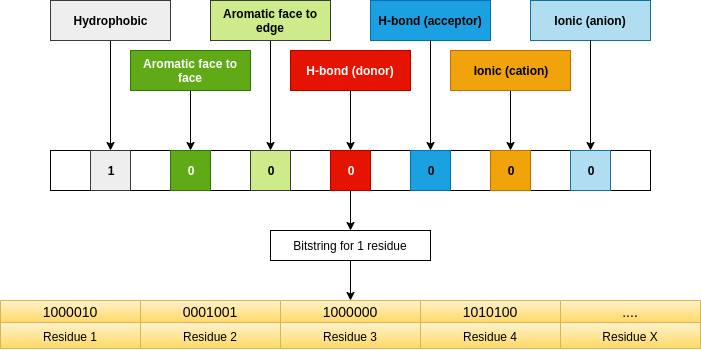 Hydrophobic
Aromatic face to
edge
H-bond (acceptor)
Ionic (anion)
Aromatic face to
face
H-bond (donor)
Ionic (cation)
1 0 0 0 0 0 0
Bitstring for 1 residue
1000010 0001001 1000000 1010100 ....
Residue 1 Residue 2 Residue 3 Residue 4 Residue X